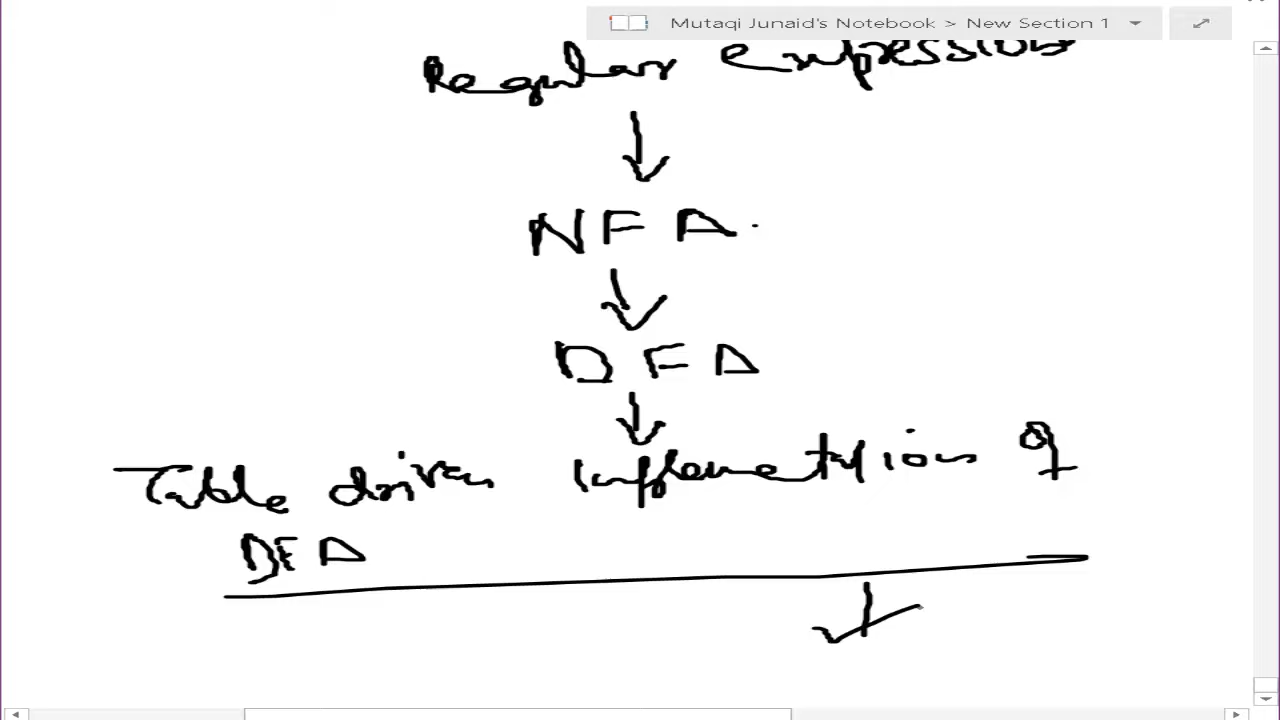 Mutaqi Junaid's Notebook > New Section 1
Regular Expression
NFA
DFA
Table driven Implementation of
DFA